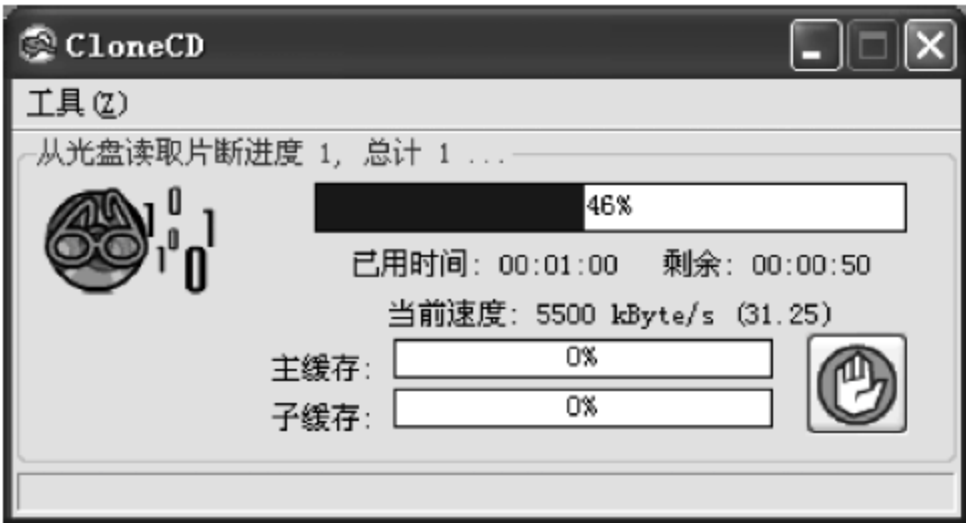 CloneCD
工具(Z)
从光盘读取片断进度 1, 总计 1 ...
46%
已用时间: 00:01:00 剩余: 00:00:50
当前速度: 5500 kByte/s (31.25)
主缓存: 0%
子缓存: 0%